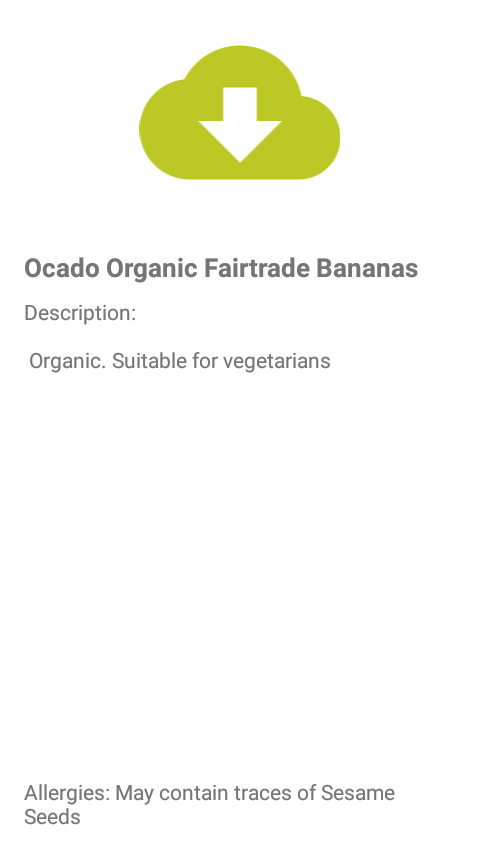 Ocado Organic Fairtrade Bananas
Description:
Organic. Suitable for vegetarians
Allergies: May contain traces of Sesame
Seeds